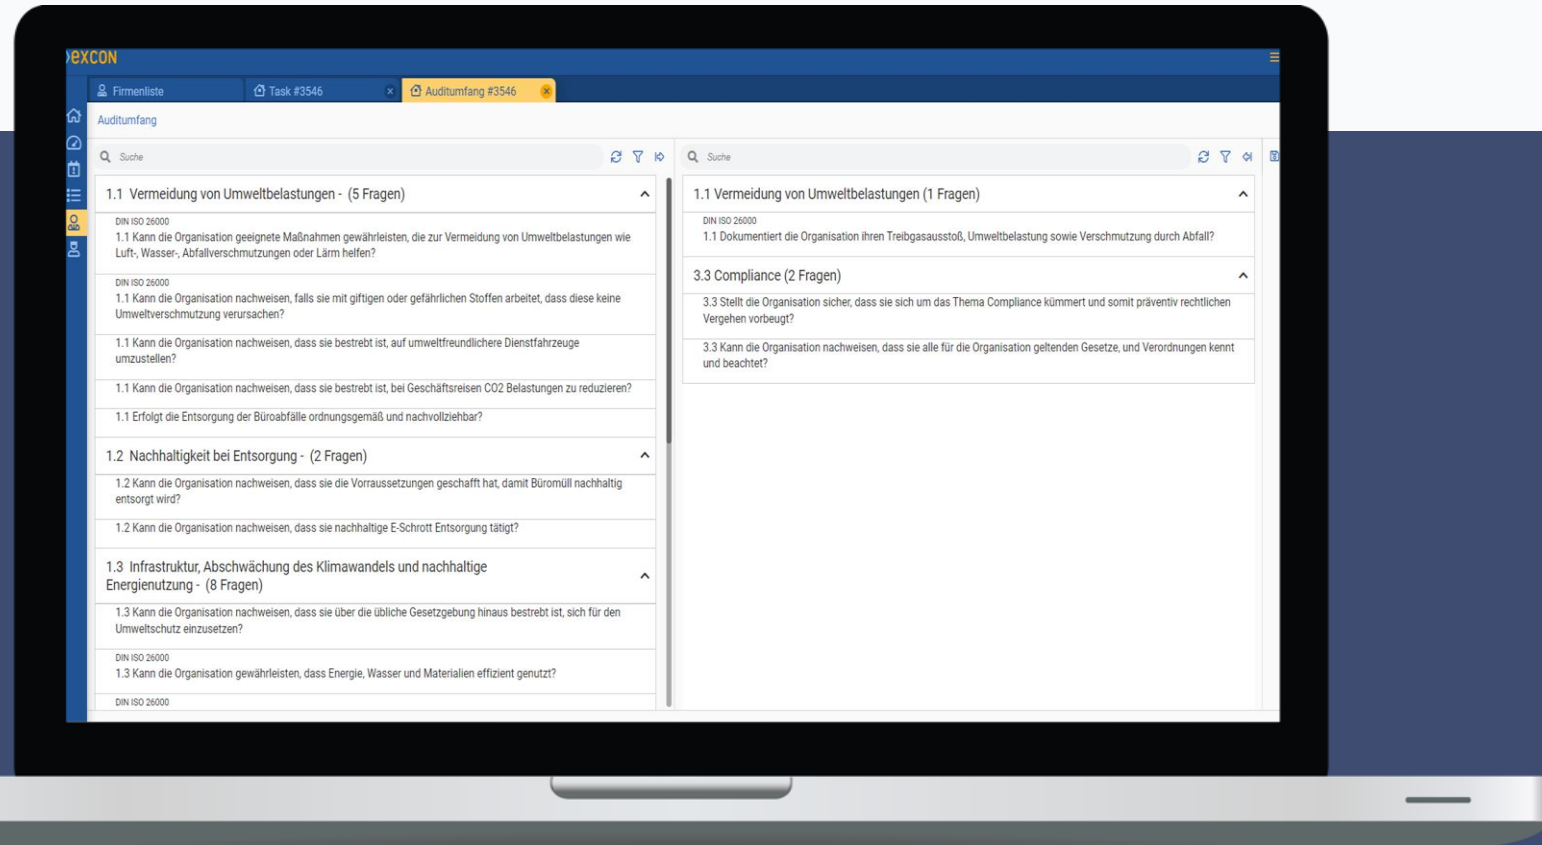 excon
Firmenliste
Task #3546
Auditumfang #3546
Auditumfang
Suche
1.1 Vermeidung von Umweltbelastungen - (5 Fragen)
DIN ISO 26000
1.1 Kann die Organisation geeignete Maßnahmen gewährleisten, die zur Vermeidung von Umweltbelastungen wie
Luft-, Wasser-, Abfallverschmutzungen oder Lärm helfen?
DIN ISO 26000
1.1 Kann die Organisation nachweisen, falls sie mit giftigen oder gefährlichen Stoffen arbeitet, dass diese keine
Umweltverschmutzung verursachen?
1.1 Kann die Organisation nachweisen, dass sie bestrebt ist, auf umweltfreundlichere Dienstfahrzeuge
umzustellen?
1.1 Kann die Organisation nachweisen, dass sie bestrebt ist, bei Geschäftsreisen CO2 Belastungen zu reduzieren?
1.1 Erfolgt die Entsorgung der Büroabfälle ordnungsgemäß und nachvollziehbar?
1.2 Nachhaltigkeit bei Entsorgung - (2 Fragen)
1.2 Kann die Organisation nachweisen, dass sie die Vorraussetzungen geschafft hat, damit Büromüll nachhaltig
entsorgt wird?
1.2 Kann die Organisation nachweisen, dass sie nachhaltige E-Schrott Entsorgung tätigt?
1.3 Infrastruktur, Abschwächung des Klimawandels und nachhaltige
Energienutzung - (8 Fragen)
1.3 Kann die Organisation nachweisen, dass sie über die übliche Gesetzgebung hinaus bestrebt ist, sich für den
Umweltschutz einzusetzen?
DIN ISO 26000
1.3 Kann die Organisation gewährleisten, dass Energie, Wasser und Materialien effizient genutzt?
DIN ISO 26000
Suche
1.1 Vermeidung von Umweltbelastungen (1 Fragen)
DIN ISO 26000
1.1 Dokumentiert die Organisation ihren Treibgasausstoß, Umweltbelastung sowie Verschmutzung durch Abfall?
3.3 Compliance (2 Fragen)
3.3 Stellt die Organisation sicher, dass sie sich um das Thema Compliance kümmert und somit präventiv rechtlichen
Vergehen vorbeugt?
3.3 Kann die Organisation nachweisen, dass sie alle für die Organisation geltenden Gesetze, und Verordnungen kennt
und beachtet?